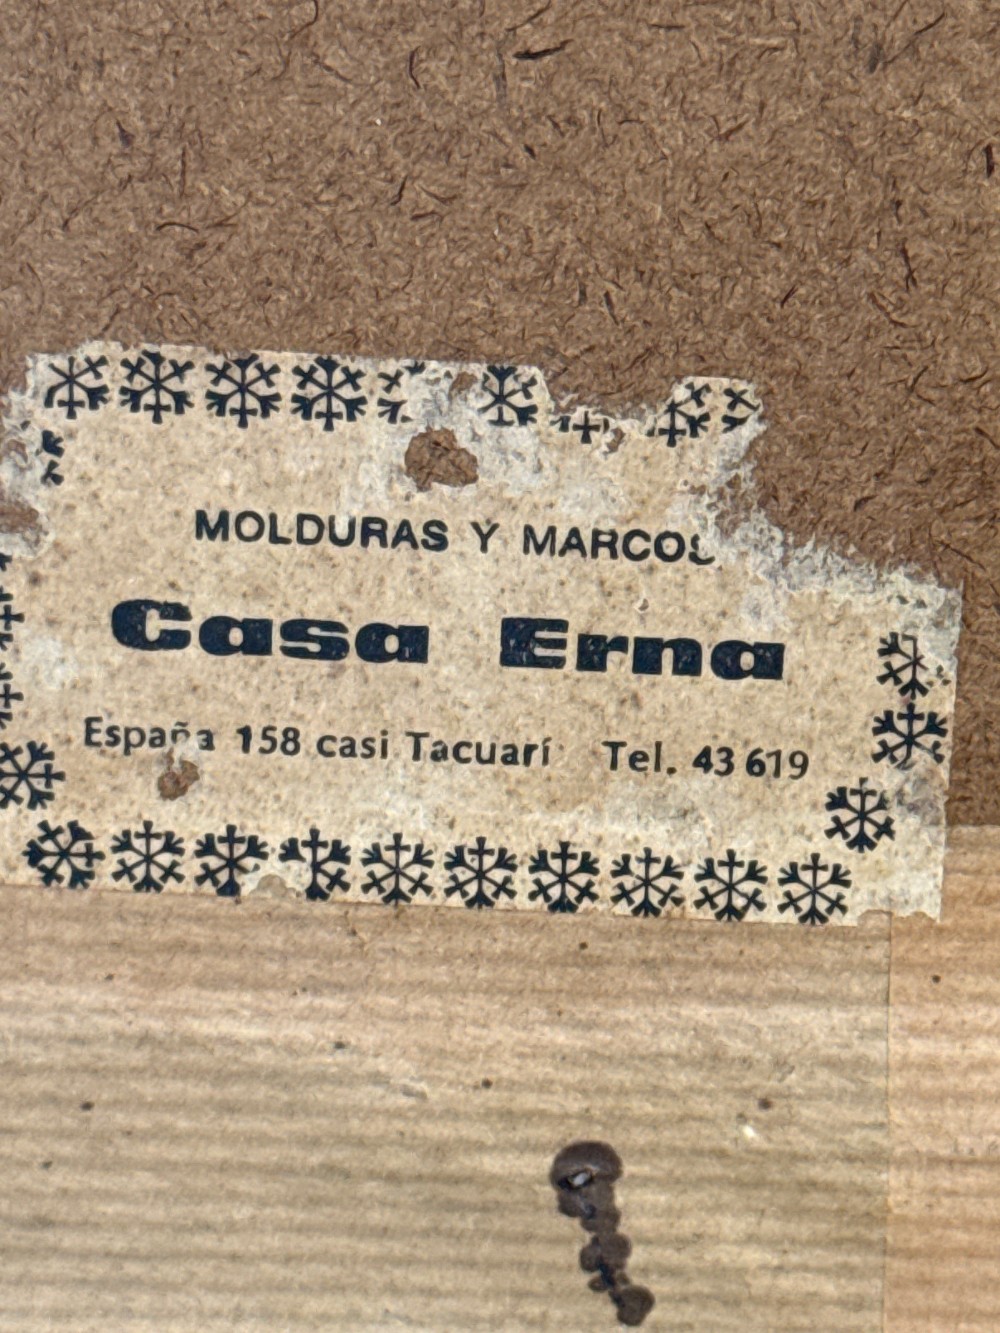 MOLDURAS Y MARCOS
Casa Erna
España 158 casi Tacuarí Tel. 43 619